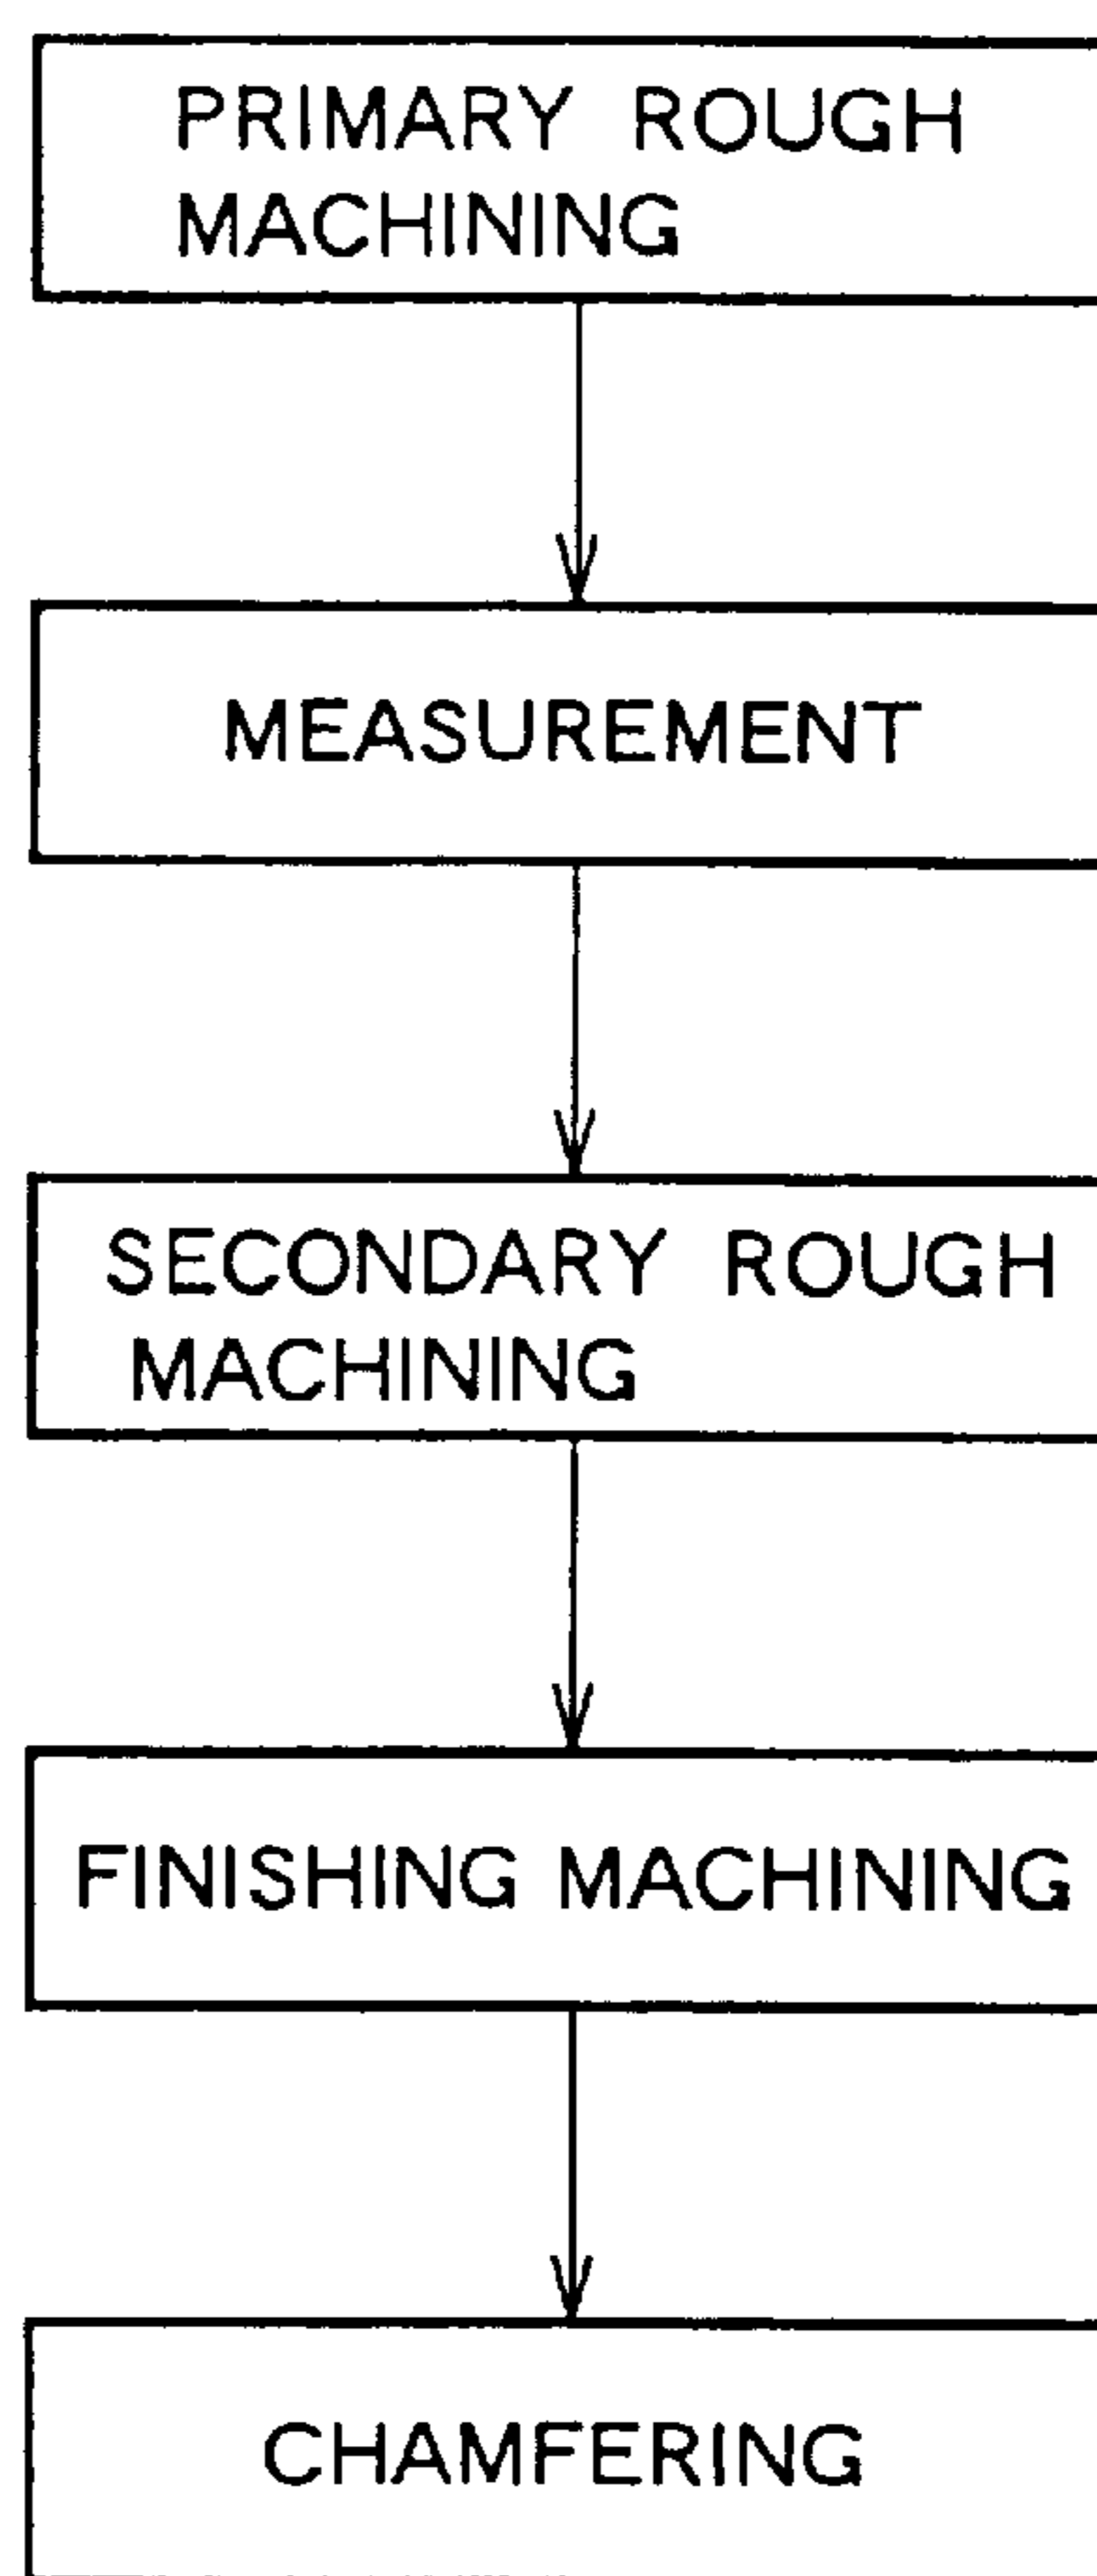 PRIMARY ROUGH
MACHINING
MEASUREMENT
SECONDARY ROUGH
MACHINING
FINISHING MACHINING
CHAMFERING